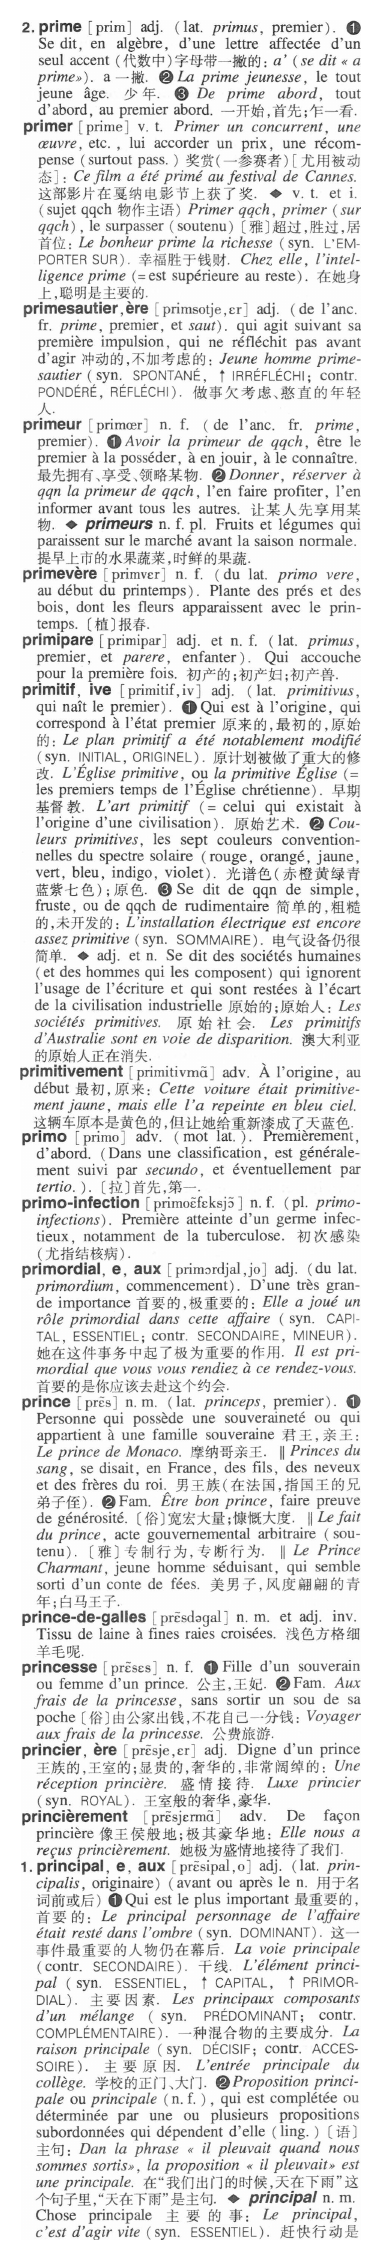 2. prime [prim] adj. (lat. primus, premier). ❶
Se dit, en algèbre, d'une lettre affectée d'un
seul accent (代数中)字母带一撇的: a' (se dit « a
prime»). a 一撇. ❷ La prime jeunesse, le tout
jeune âge. 少年. ❸ De prime abord, tout
d'abord, au premier abord. 一开始,首先;乍一看.
primer [prime] v. t. Primer un concurrent, une
œuvre, etc., lui accorder un prix, une récom-
pense (surtout pass.) 奖赏(一参赛者)[尤用被动
态]: Ce film a été primé au festival de Cannes.
这部影片在戛纳电影节上获了奖. ◆ v. t. et i.
(sujet qqch 物作主语) Primer qqch, primer (sur
qqch), le surpasser (soutenu) [雅]超过,胜过,居
首位: Le bonheur prime la richesse (syn. L'EM-
PORTER SUR). 幸福胜于钱财. Chez elle, l'intel-
ligence prime (=est supérieure au reste). 在她身
上,聪明是主要的.
primesautier,ère [primsotje,ɛr] adj. (de l'anc.
fr. prime, premier, et saut). qui agit suivant sa
première impulsion, qui ne réfléchit pas avant
d'agir 冲动的,不加考虑的: Jeune homme prime-
sautier (syn. SPONTANÉ, ↑ IRRÉFLÉCHI; contr.
PONDÉRÉ, RÉFLÉCHI). 做事欠考虑、憨直的年轻
人.
primeur [primœr] n. f. (de l'anc. fr. prime,
premier). ❶ Avoir la primeur de qqch, être le
premier à la posséder, à en jouir, à le connaître.
最先拥有、享受、领略某物. ❷ Donner, réserver à
qqn la primeur de qqch, l'en faire profiter, l'en
informer avant tous les autres. 让某人先享用某
物. ◆ primeurs n. f. pl. Fruits et légumes qui
paraissent sur le marché avant la saison normale.
提早上市的水果蔬菜,时鲜的果蔬.
primevère [primvɛr] n. f. (du lat. primo vere,
au début du printemps). Plante des prés et des
bois, dont les fleurs apparaissent avec le prin-
temps. [植]报春.
primipare [primipar] adj. et n. f. (lat. primus,
premier, et parere, enfanter). Qui accouche
pour la première fois. 初产的;初产妇;初产兽.
primitif, ive [primitif,iv] adj. (lat. primitivus,
qui naît le premier). ❶ Qui est à l'origine, qui
correspond à l'état premier 原来的,最初的,原始
的: Le plan primitif a été notablement modifié
(syn. INITIAL, ORIGINEL). 原计划被做了重大的修
改. L'Église primitive, ou la primitive Église (=
les premiers temps de l'Église chrétienne). 早期
基督教. L'art primitif (= celui qui existait à
l'origine d'une civilisation). 原始艺术. ❷ Cou-
leurs primitives, les sept couleurs convention-
nelles du spectre solaire (rouge, orangé, jaune,
vert, bleu, indigo, violet). 光谱色(赤橙黄绿青
蓝紫七色);原色. ❸ Se dit de qqn de simple,
fruste, ou de qqch de rudimentaire 简单的,粗糙
的,未开发的: L'installation électrique est encore
assez primitive (syn. SOMMAIRE). 电气设备仍很
简单. ◆ adj. et n. Se dit des sociétés humaines
(et des hommes qui les composent) qui ignorent
l'usage de l'écriture et qui sont restées à l'écart
de la civilisation industrielle 原始的;原始人: Les
sociétés primitives. 原始社会. Les primitifs
d'Australie sont en voie de disparition. 澳大利亚
的原始人正在消失.
primitivement [primitivmɑ̃] adv. À l'origine, au
début 最初,原来: Cette voiture était primitive-
ment jaune, mais elle l'a repeinte en bleu ciel.
这辆车原本是黄色的,但让她给重新漆成了天蓝色.
primo [primo] adv. (mot lat.). Premièrement,
d'abord. (Dans une classification, est générale-
ment suivi par secundo, et éventuellement par
tertio.). [拉]首先,第一.
primo-infection [primoɛ̃fɛksjɔ̃] n.f. (pl. primo-
infections). Première atteinte d'un germe infec-
tieux, notamment de la tuberculose. 初次感染
(尤指结核病).
primordial, e, aux [primɔrdjal,jo] adj. (du lat.
primordium, commencement). D'une très gran-
de importance 首要的,极重要的: Elle a joué un
rôle primordial dans cette affaire (syn. CAPI-
TAL, ESSENTIEL; contr. SECONDAIRE, MINEUR).
她在这件事务中起了极为重要的作用. Il est pri-
mordial que vous vous rendiez à ce rendez-vous.
首要的是你应该去赴这个约会.
prince [prɛ̃s] n. m. (lat. princeps, premier). ❶
Personne qui possède une souveraineté ou qui
appartient à une famille souveraine 君王,亲王:
Le prince de Monaco. 摩纳哥亲王. ‖ Princes du
sang, se disait, en France, des fils, des neveux
et des frères du roi. 男王族(在法国,指国王的兄
弟子侄). ❷ Fam. Être bon prince, faire preuve
de générosité. [俗]宽宏大量;慷慨大度. ‖ Le fait
du prince, acte gouvernemental arbitraire (sou-
tenu). [雅]专制行为,专断行为. ‖ Le Prince
Charmant, jeune homme séduisant, qui semble
sorti d'un conte de fées. 美男子,风度翩翩的青
年;白马王子.
prince-de-galles [prɛ̃sdəgal] n. m. et adj. inv.
Tissu de laine à fines raies croisées. 浅色方格细
羊毛呢.
princesse [prɛ̃sɛs] n. f. ❶ Fille d'un souverain
ou femme d'un prince. 公主,王妃. ❷ Fam. Aux
frais de la princesse, sans sortir un sou de sa
poche [俗]由公家出钱,不花自己一分钱: Voyager
aux frais de la princesse. 公费旅游.
princier, ère [prɛ̃sje,ɛr] adj. Digne d'un prince
王族的,王室的;显贵的,奢华的,非常阔绰的: Une
réception princière. 盛情接待. Luxe princier
(syn. ROYAL). 王室般的奢华,豪华.
princièrement [prɛ̃sjɛrmɑ̃] adv. De façon
princière 像王侯般地;极其豪华地: Elle nous a
reçus princièrement. 她极为盛情地接待了我们.
1. principal, e, aux [prɛ̃sipal,o] adj. (lat. prin-
cipalis, originaire) (avant ou après le n. 用于名
词前或后) ❶ Qui est le plus important 最重要的,
首要的: Le principal personnage de l'affaire
était resté dans l'ombre (syn. DOMINANT). 这一
事件最重要的人物仍在幕后. La voie principale
(contr. SECONDAIRE). 干线. L'élément princi-
pal (syn. ESSENTIEL, ↑ CAPITAL, ↑ PRIMOR-
DIAL). 主要因素. Les principaux composants
d'un mélange (syn. PRÉDOMINANT; contr.
COMPLÉMENTAIRE). 一种混合物的主要成分. La
raison principale (syn. DÉCISIF; contr. ACCES-
SOIRE). 主要原因. L'entrée principale du
collège. 学校的正门、大门. ❷ Proposition princi-
pale ou principale (n. f.), qui est complétée ou
déterminée par une ou plusieurs propositions
subordonnées qui dépendent d'elle (ling.) [语]
主句: Dan la phrase « il pleuvait quand nous
sommes sortis», la proposition « il pleuvait» est
une principale. 在“我们出门的时候,天在下雨”这
个句子里,“天在下雨”是主句. ◆ principal n. m.
Chose principale 主要的事: Le principal,
c'est d'agir vite (syn. ESSENTIEL). 赶快行动是